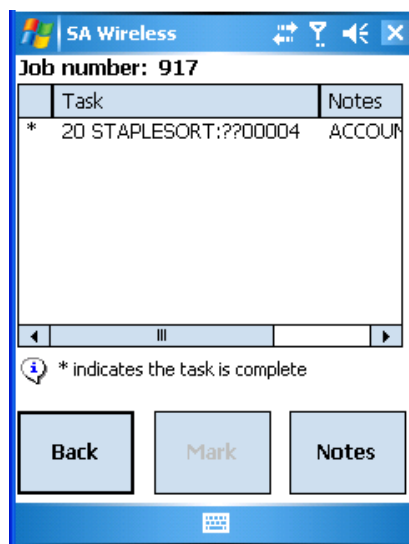 SA Wireless
Job number: 917
Task Notes
* 20 STAPLESORT:??00004 ACCOUN
* indicates the task is complete
Back Mark Notes